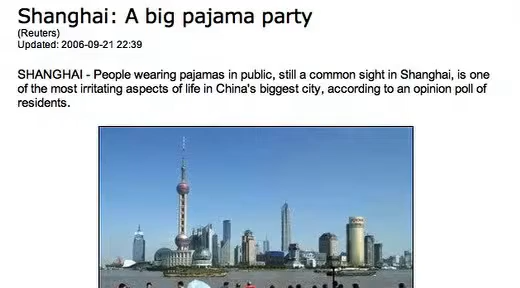 Shanghai: A big pajama party
(Reuters)
Updated: 2006-09-21 22:39
SHANGHAI - People wearing pajamas in public, still a common sight in Shanghai, is one
of the most irritating aspects of life in China's biggest city, according to an opinion poll of
residents.